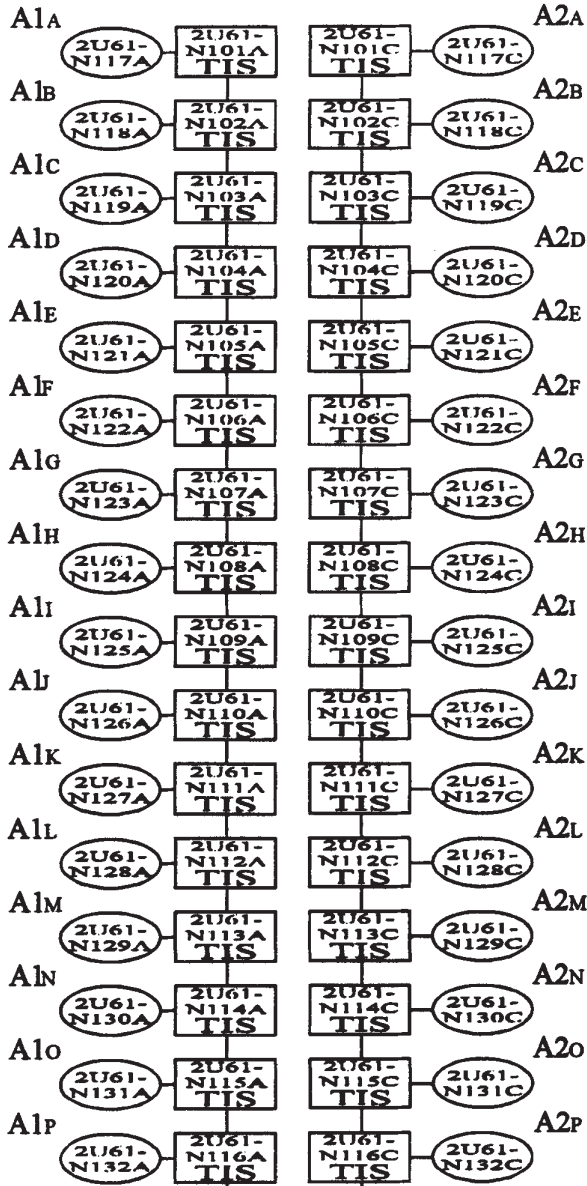 A1A 2U61- 2U61- 2U61- 2U61- A2A
N117A N101A N101C N117C
TIS TIS
A1B 2U61- 2U61- 2U61- 2U61- A2B
N118A N102A N102C N118C
TIS TIS
A1C 2U61- 2U61- 2U61- 2U61- A2C
N119A N103A N103C N119C
TIS TIS
A1D 2U61- 2U61- 2U61- 2U61- A2D
N120A N104A N104C N120C
TIS TIS
A1E 2U61- 2U61- 2U61- 2U61- A2E
N121A N105A N105C N121C
TIS TIS
A1F 2U61- 2U61- 2U61- 2U61- A2F
N122A N106A N106C N122C
TIS TIS
A1G 2U61- 2U61- 2U61- 2U61- A2G
N123A N107A N107C N123C
TIS TIS
A1H 2U61- 2U61- 2U61- 2U61- A2H
N124A N108A N108C N124C
TIS TIS
A1I 2U61- 2U61- 2U61- 2U61- A2I
N125A N109A N109C N125C
TIS TIS
A1J 2U61- 2U61- 2U61- 2U61- A2J
N126A N110A N110C N126C
TIS TIS
A1K 2U61- 2U61- 2U61- 2U61- A2K
N127A N111A N111C N127C
TIS TIS
A1L 2U61- 2U61- 2U61- 2U61- A2L
N128A N112A N112C N128C
TIS TIS
A1M 2U61- 2U61- 2U61- 2U61- A2M
N129A N113A N113C N129C
TIS TIS
A1N 2U61- 2U61- 2U61- 2U61- A2N
N130A N114A N114C N130C
TIS TIS
A1O 2U61- 2U61- 2U61- 2U61- A2O
N131A N115A N115C N131C
TIS TIS
A1P 2U61- 2U61- 2U61- 2U61- A2P
N132A N116A N116C N132C
TIS TIS